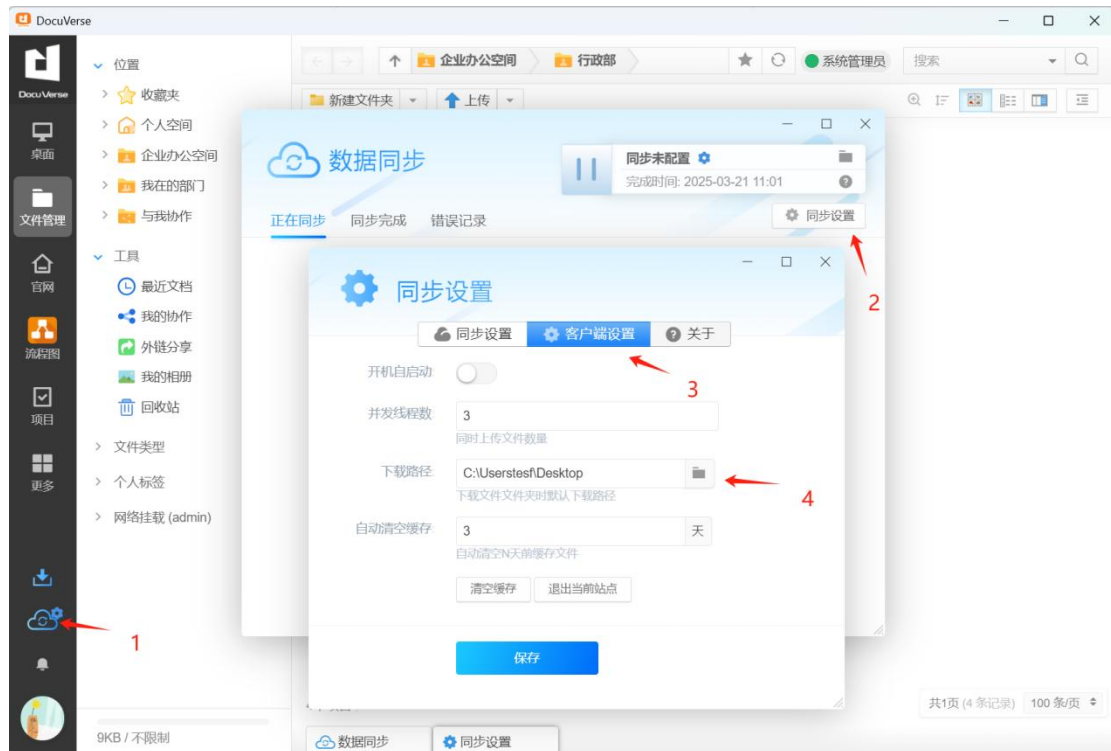 DocuVerse
DocuVerse
桌面
文件管理
官网
流程图
项目
更多
位置
收藏夹
个人空间
企业办公空间
我在的部门
与我协作
工具
最近文档
我的协作
外链分享
我的相册
回收站
文件类型
个人标签
网络挂载 (admin)
9KB / 不限制
企业办公空间 行政部 系统管理员 搜索
新建文件夹 上传
数据同步
同步未配置
完成时间: 2025-03-21 11:01
正在同步 同步完成 错误记录 同步设置
2
同步设置
同步设置 客户端设置 关于
3
开机自启动
并发线程数 3
同时上传文件数量
下载路径 C:\Userstesf\Desktop
下载文件文件夹时默认下载路径
4
自动清空缓存 3 天
自动清空N天前缓存文件
清空缓存 退出当前站点
1
保存
共1页 (4 条记录) 100 条/页
数据同步 同步设置